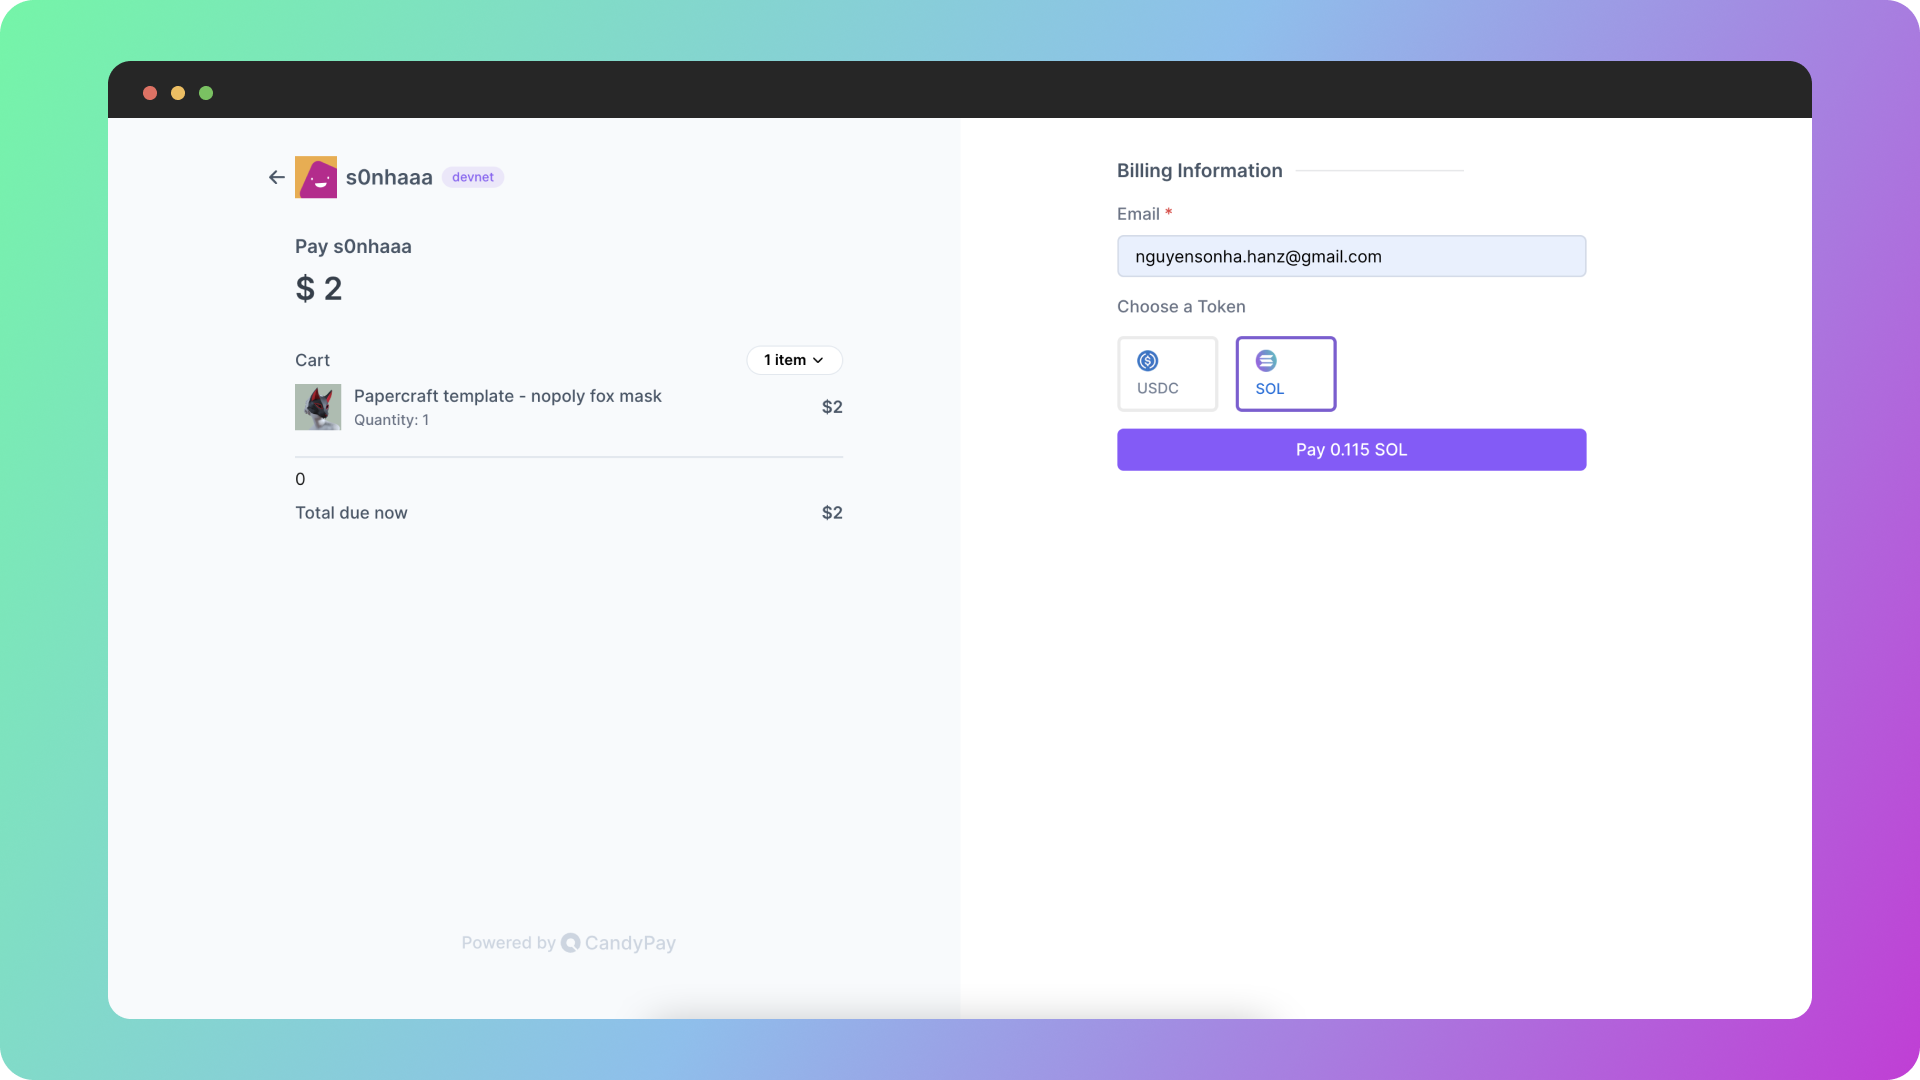 s0nhaaa devnet
Pay s0nhaaa
$ 2
Cart 1 item
Papercraft template - nopoly fox mask
Quantity: 1
$2
0
Total due now $2
Powered by CandyPay
Billing Information
Email *
nguyensonha.hanz@gmail.com
Choose a Token
USDC SOL
Pay 0.115 SOL